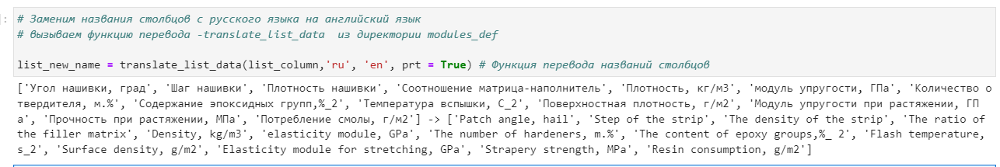 ]:
# Заменим названия столбцов с русского языка на английский язык
# вызываем функцию перевода -translate_list_data  из директории modules_def
list_new_name = translate_list_data(list_column,'ru', 'en', prt = True) # Функция перевода названий столбцов
['Угол нашивки, град', 'Шаг нашивки', 'Плотность нашивки', 'Соотношение матрица-наполнитель', 'Плотность, кг/м3', 'модуль упругости, ГПа', 'Количество о
твердителя, м.%', 'Содержание эпоксидных групп,%_2', 'Температура вспышки, С_2', 'Поверхностная плотность, г/м2', 'Модуль упругости при растяжении, ГП
а', 'Прочность при растяжении, МПа', 'Потребление смолы, г/м2'] -> ['Patch angle, hail', 'Step of the strip', 'The density of the strip', 'The ratio of
the filler matrix', 'Density, kg/m3', 'elasticity module, GPa', 'The number of hardeners, m.%', 'The content of epoxy groups,%_ 2', 'Flash temperature,
s_2', 'Surface density, g/m2', 'Elasticity module for stretching, GPa', 'Strapery strength, MPa', 'Resin consumption, g/m2']